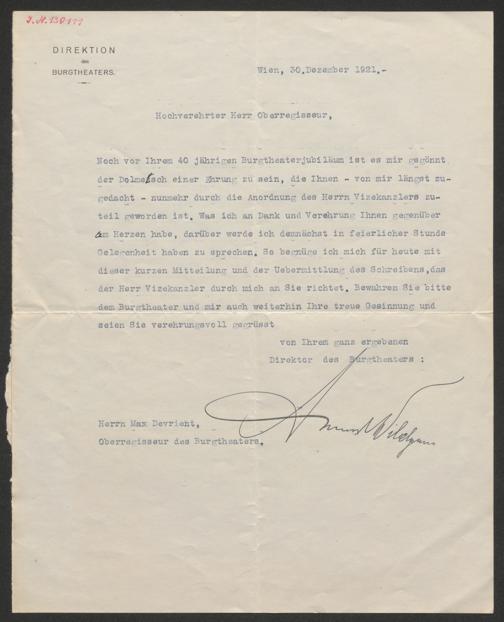 J.N. 130199
DIREKTION
des
BURGTHEATERS.
Wien, 30.Dezember 1921.-
Hochverehrter Herr Oberregisseur,
Noch vor Ihrem 40 jährigen Burgtheaterjubiläum ist es mir gegönnt
der Dolmetsch einer Ehrung zu sein, die Ihnen - von mir längst zu-
gedacht - nunmehr durch die Anordnung des Herrn Vizekanzlers zu-
teil geworden ist. Was ich an Dank und Verehrung Ihnen gegenüber
am Herzen habe, darüber werde ich demnächst in feierlicher Stunde
Gelegenheit haben zu sprechen. So begnüge ich mich für heute mit
dieser kurzen Mitteilung und der Uebermittlung des Schreibens,das
der Herr Vizekanzler durch mich an Sie richtet. Bewahren Sie bitte
dem Burgtheater und mir auch weiterhin Ihre treue Gesinnung und
seien Sie verehrungsvoll gegrüsst
von Ihrem ganz ergebenen
Direktor des Burgtheaters :
Anton Wildgans
Herrn Max Devrient,
Oberregisseur des Burgtheaters.